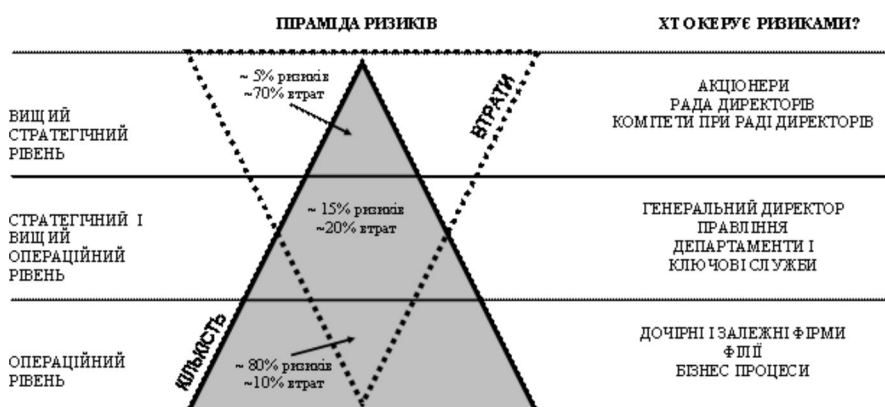 ПІРАМІДА РИЗИКІВ
ХТО КЕРУЄ РИЗИКАМИ?
ВИЩИЙ
СТРАТЕГІЧНИЙ
РІВЕНЬ
~ 5% ризиків
~70% втрат
ВТРАТИ
АКЦІОНЕРИ
РАДА ДИРЕКТОРІВ
КОМІТЕТИ ПРИ РАДІ ДИРЕКТОРІВ
СТРАТЕГІЧНИЙ І
ВИЩИЙ
ОПЕРАЦІЙНИЙ
РІВЕНЬ
~ 15% ризиків
~20% втрат
ГЕНЕРАЛЬНИЙ ДИРЕКТОР
ПРАВЛІННЯ
ДЕПАРТАМЕНТИ І
КЛЮЧОВІ СЛУЖБИ
ОПЕРАЦІЙНИЙ
РІВЕНЬ
КІЛЬКІСТЬ
~ 80% ризиків
~10% втрат
ДОЧІРНІ І ЗАЛЕЖНІ ФІРМИ
ФІЛІЇ
БІЗНЕС ПРОЦЕСИ